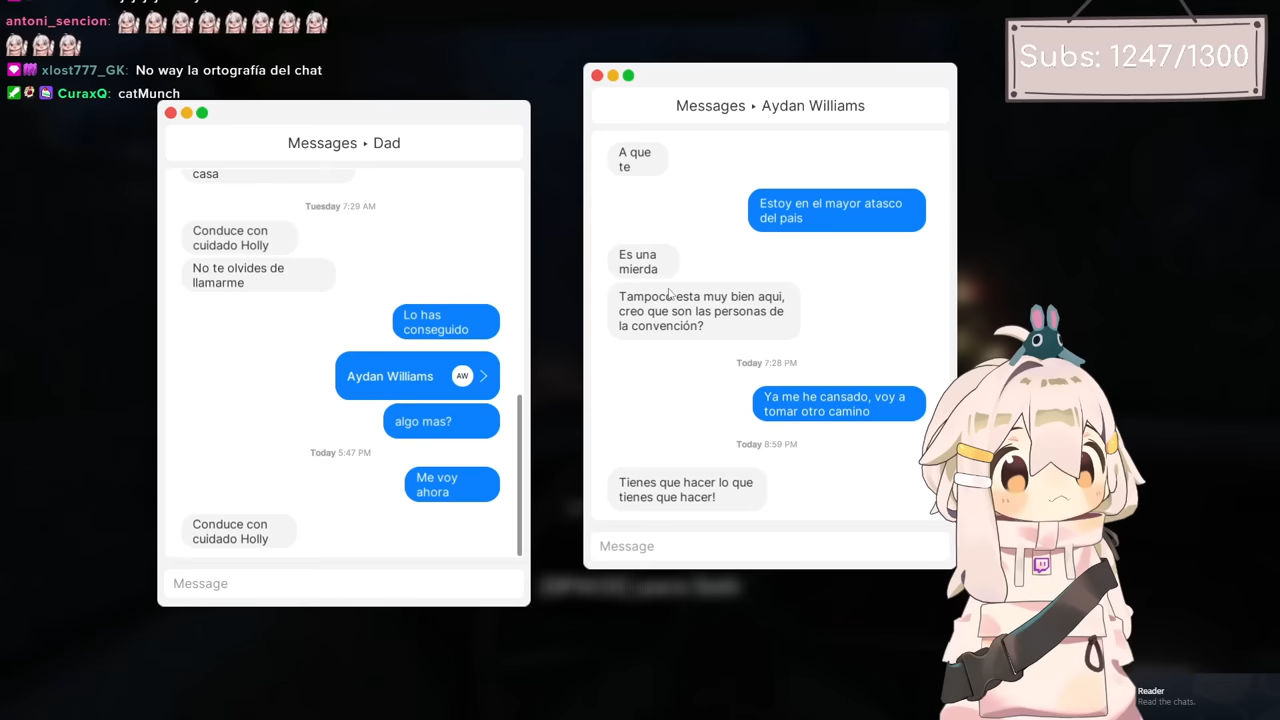 antoni_sencion:
xlost777_GK: No way la ortografía del chat
CuraxQ: catMunch
Subs: 1247/1300
Messages ▸ Dad
casa
Tuesday 7:29 AM
Conduce con
cuidado Holly
No te olvides de
llamarme
Lo has
conseguido
Aydan Williams AW
algo mas?
Today 5:47 PM
Me voy
ahora
Conduce con
cuidado Holly
Message
Messages ▸ Aydan Williams
A que
te
Estoy en el mayor atasco
del pais
Es una
mierda
Tampoco esta muy bien aqui,
creo que son las personas de
la convención?
Today 7:28 PM
Ya me he cansado, voy a
tomar otro camino
Today 8:59 PM
Tienes que hacer lo que
tienes que hacer!
Message
Reader
Read the chats.